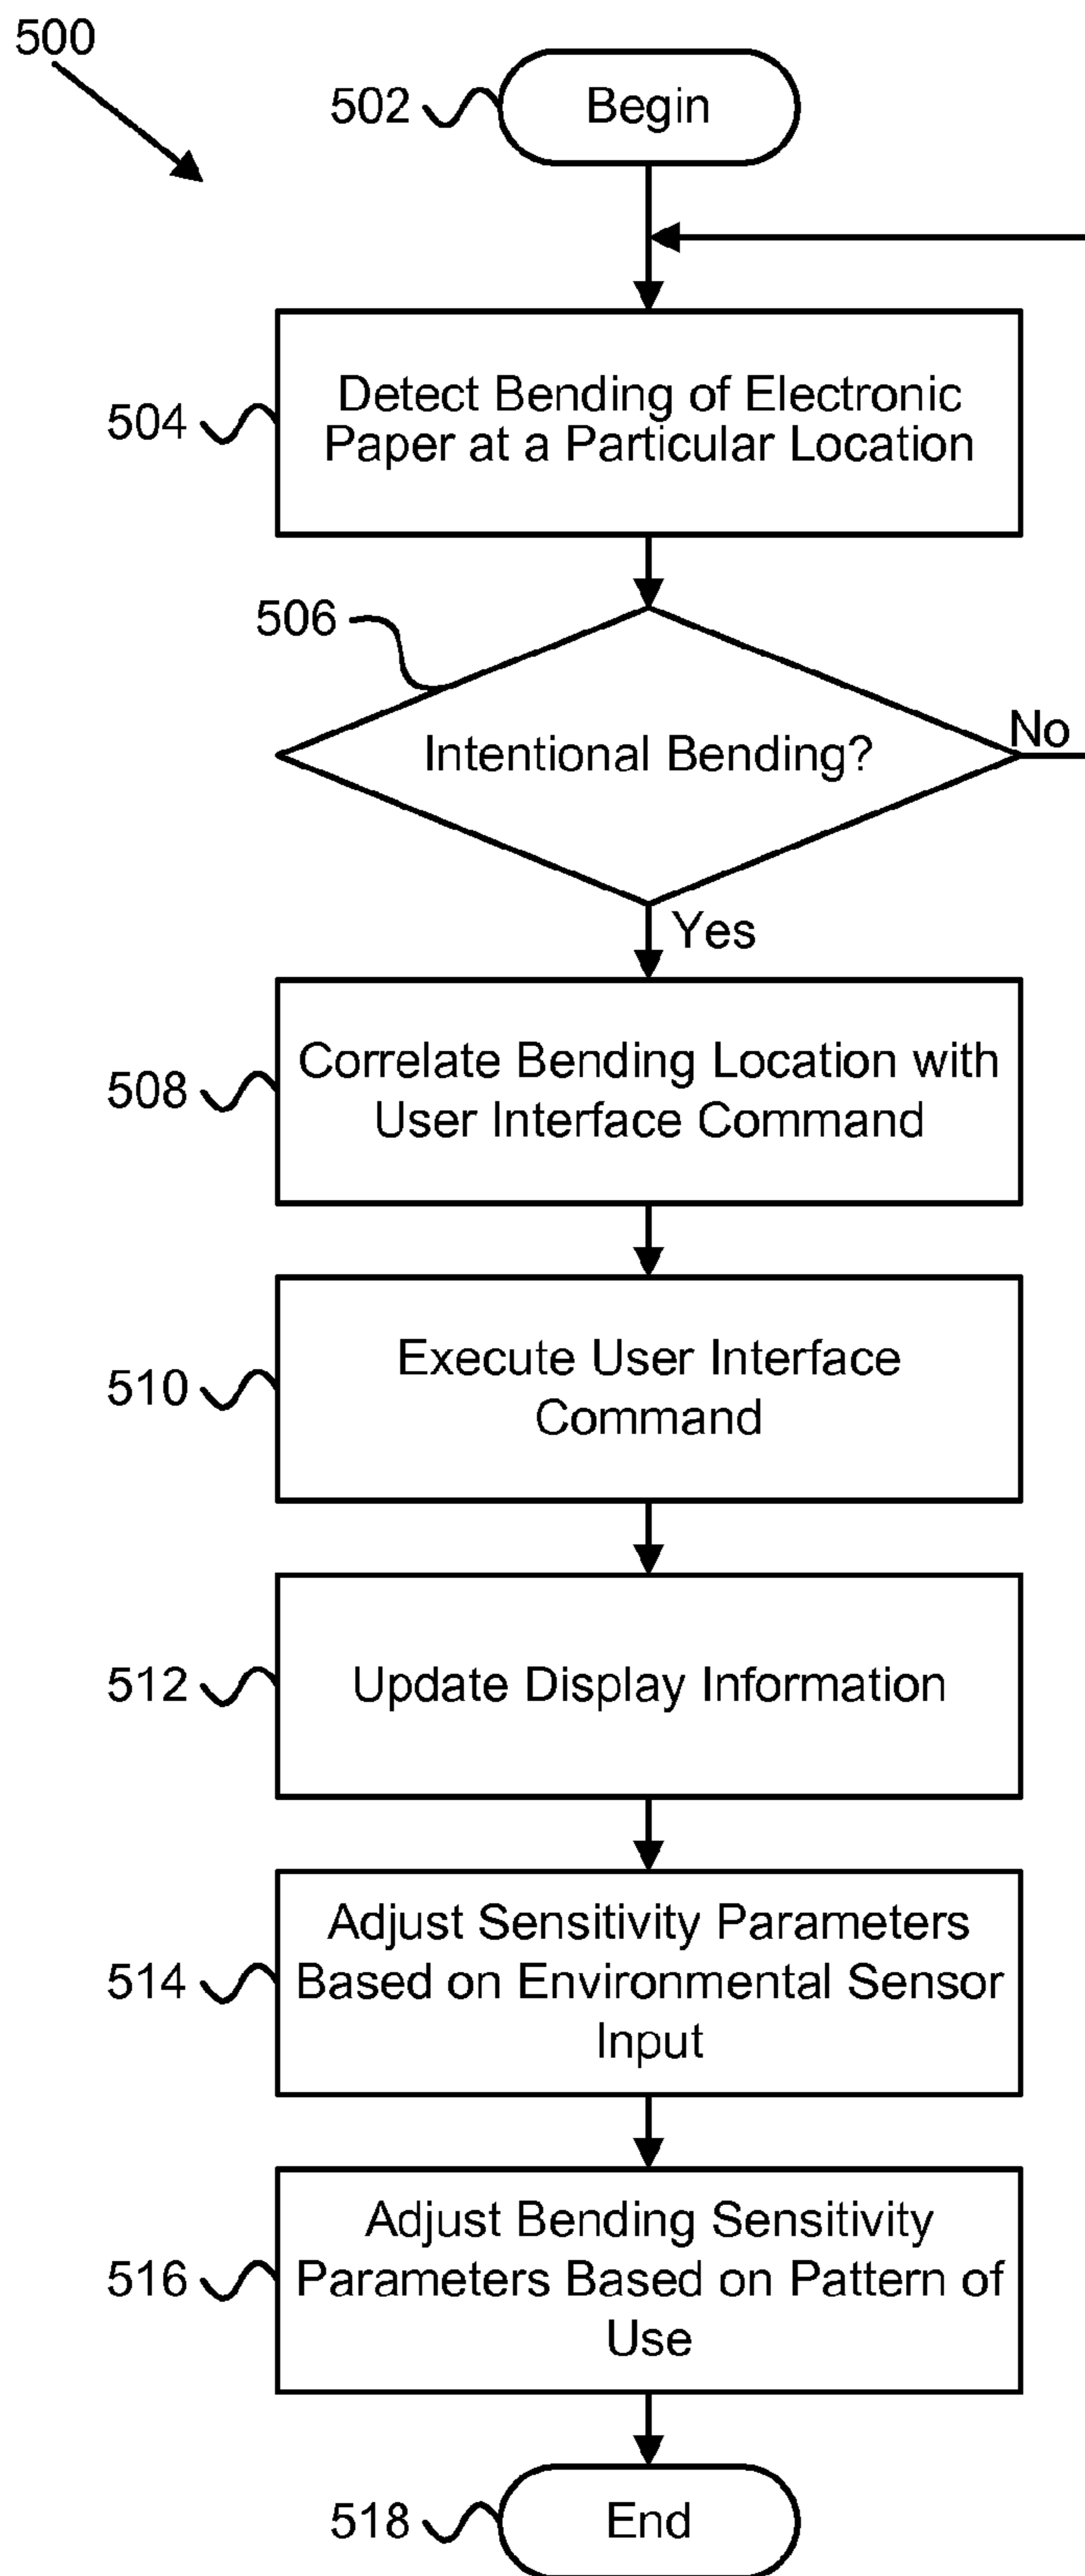 500
502
Begin
504
Detect Bending of Electronic
Paper at a Particular Location
506
Intentional Bending?
No
Yes
508
Correlate Bending Location with
User Interface Command
510
Execute User Interface
Command
512
Update Display Information
514
Adjust Sensitivity Parameters
Based on Environmental Sensor
Input
516
Adjust Bending Sensitivity
Parameters Based on Pattern of
Use
518
End